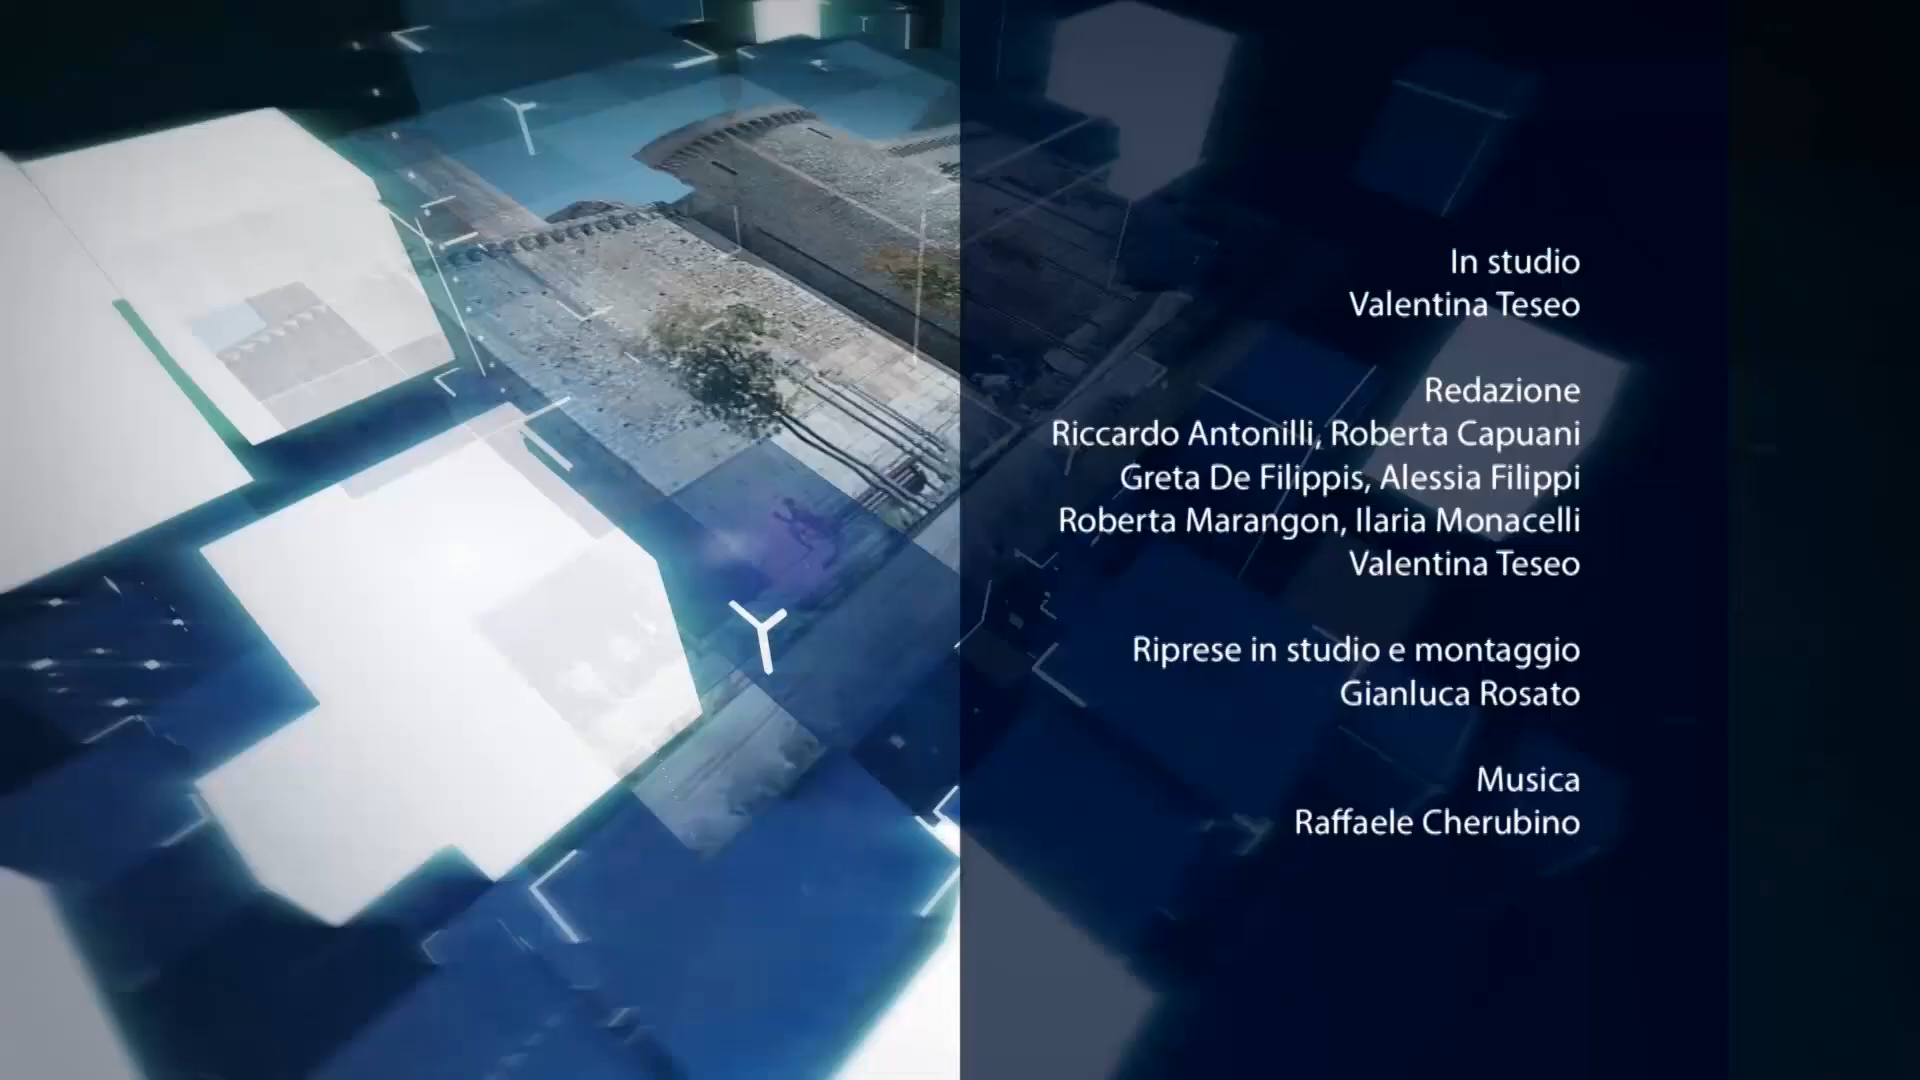 In studio
Valentina Teseo
Redazione
Riccardo Antonilli, Roberta Capuani
Greta De Filippis, Alessia Filippi
Roberta Marangon, Ilaria Monacelli
Valentina Teseo
Riprese in studio e montaggio
Gianluca Rosato
Musica
Raffaele Cherubino